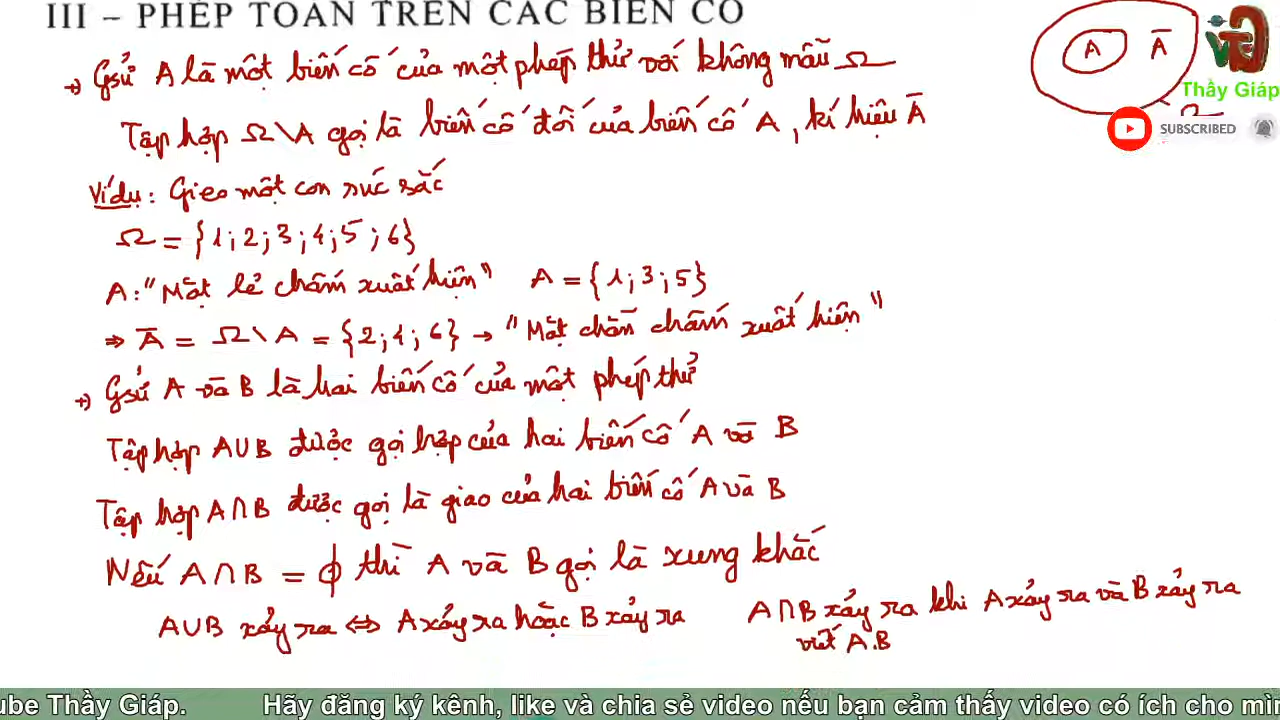 III – PHÉP TOÁN TRÊN CÁC BIẾN CỐ
+) Gsử A là một biến cố của một phép thử với không mẫu Ω
Tập hợp Ω\A gọi là biến cố đối của biến cố A, kí hiệu Ā
Ví dụ: Gieo một con xúc sắc
Ω = {1; 2; 3; 4; 5; 6}
A: "Mặt lẻ chấm xuất hiện" A = {1; 3; 5}
⇒ Ā = Ω \ A = {2; 4; 6} → "Mặt chẵn chấm xuất hiện"
+) Gsử A và B là hai biến cố của một phép thử
Tập hợp A∪B được gọi hợp của hai biến cố A và B
Tập hợp A∩B được gọi là giao của hai biến cố A và B
Nếu A∩B = ϕ thì A và B gọi là xung khắc
A∪B xảy ra ⇔ A xảy ra hoặc B xảy ra
A∩B xảy ra khi A xảy ra và B xảy ra
viết A.B
A Ā
Ω
Thầy Giáp
SUBSCRIBED
ube Thầy Giáp. Hãy đăng ký kênh, like và chia sẻ video nếu bạn cảm thấy video có ích cho mìn